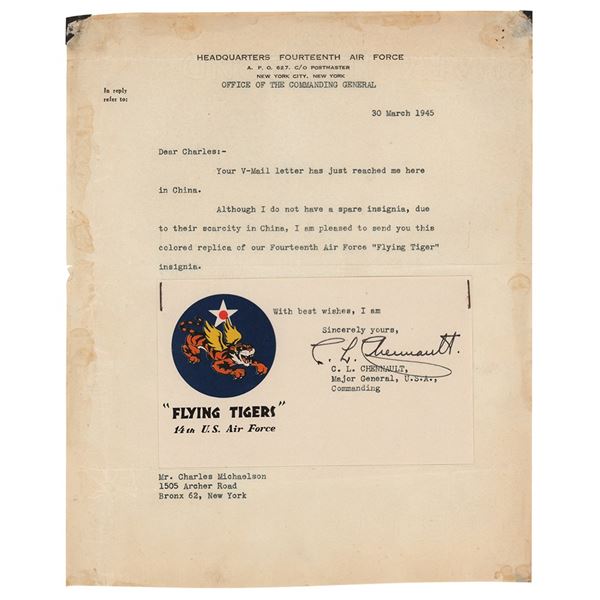 HEADQUARTERS FOURTEENTH AIR FORCE
A. P. O. 627. C/O POSTMASTER
NEW YORK CITY. NEW YORK
OFFICE OF THE COMMANDING GENERAL
In reply
refer to:
30 March 1945
Dear Charles:-
Your V-Mail letter has just reached me here
in China.
Although I do not have a spare insignia, due
to their scarcity in China, I am pleased to send you this
colored replica of our Fourteenth Air Force "Flying Tiger"
insignia.
With best wishes, I am
Sincerely yours,
C. L. Chennault.
C. L. CHENNAULT,
Major General, U.S.A.,
Commanding
"FLYING TIGERS"
14th U.S. Air Force
Mr. Charles Michaelson
1505 Archer Road
Bronx 62, New York